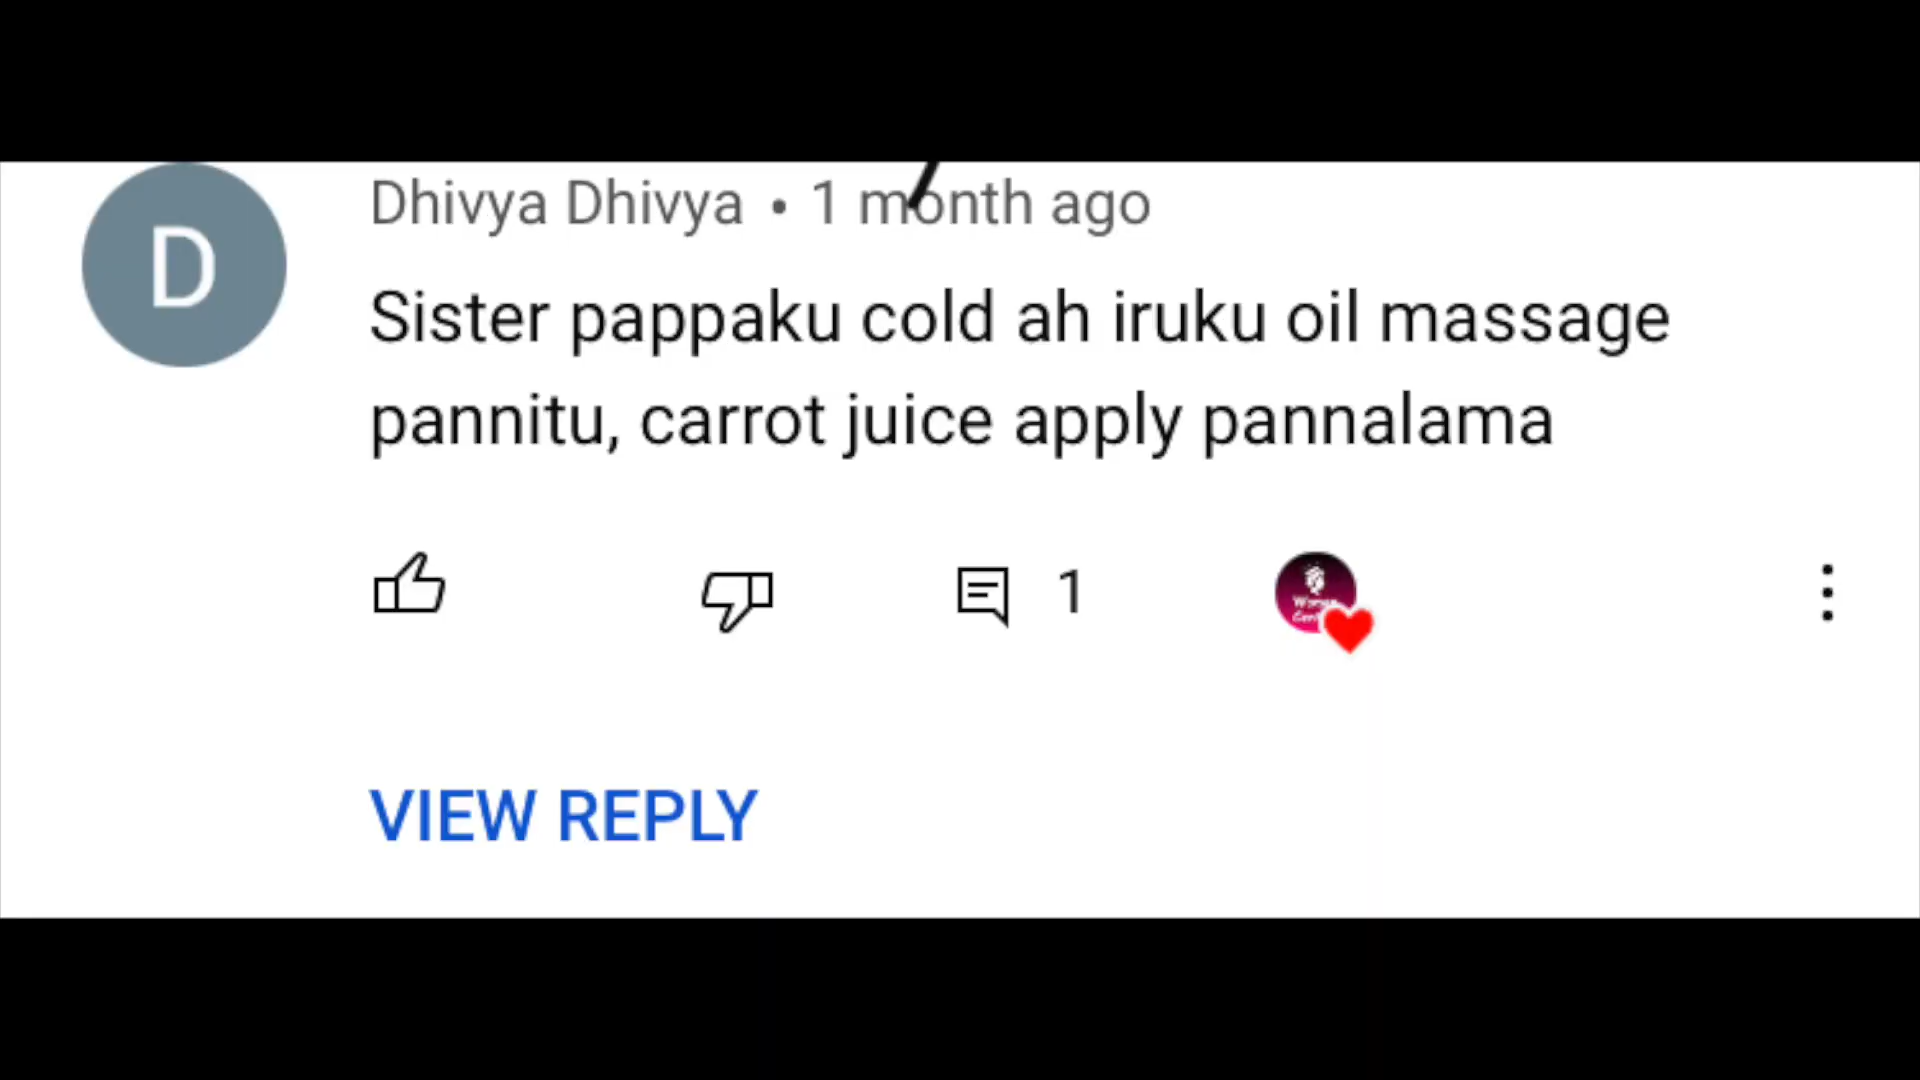 D
Dhivya Dhivya • 1 month ago
Sister pappaku cold ah iruku oil massage
pannitu, carrot juice apply pannalama
1
VIEW REPLY